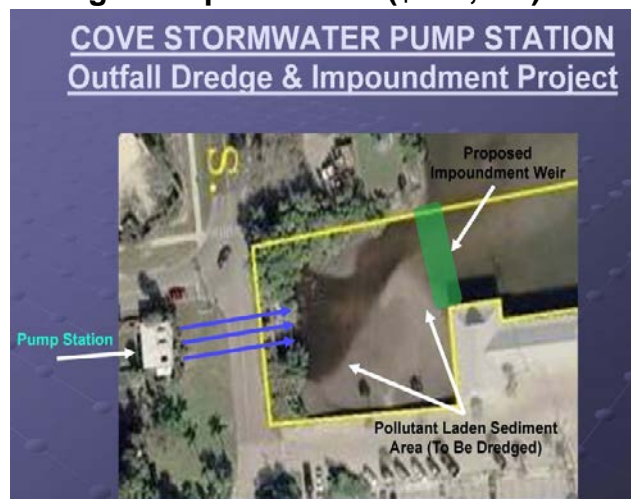 COVE STORMWATER PUMP STATION
Outfall Dredge & Impoundment Project
S.
Proposed
Impoundment Weir
Pump Station
Pollutant Laden Sediment
Area (To Be Dredged)